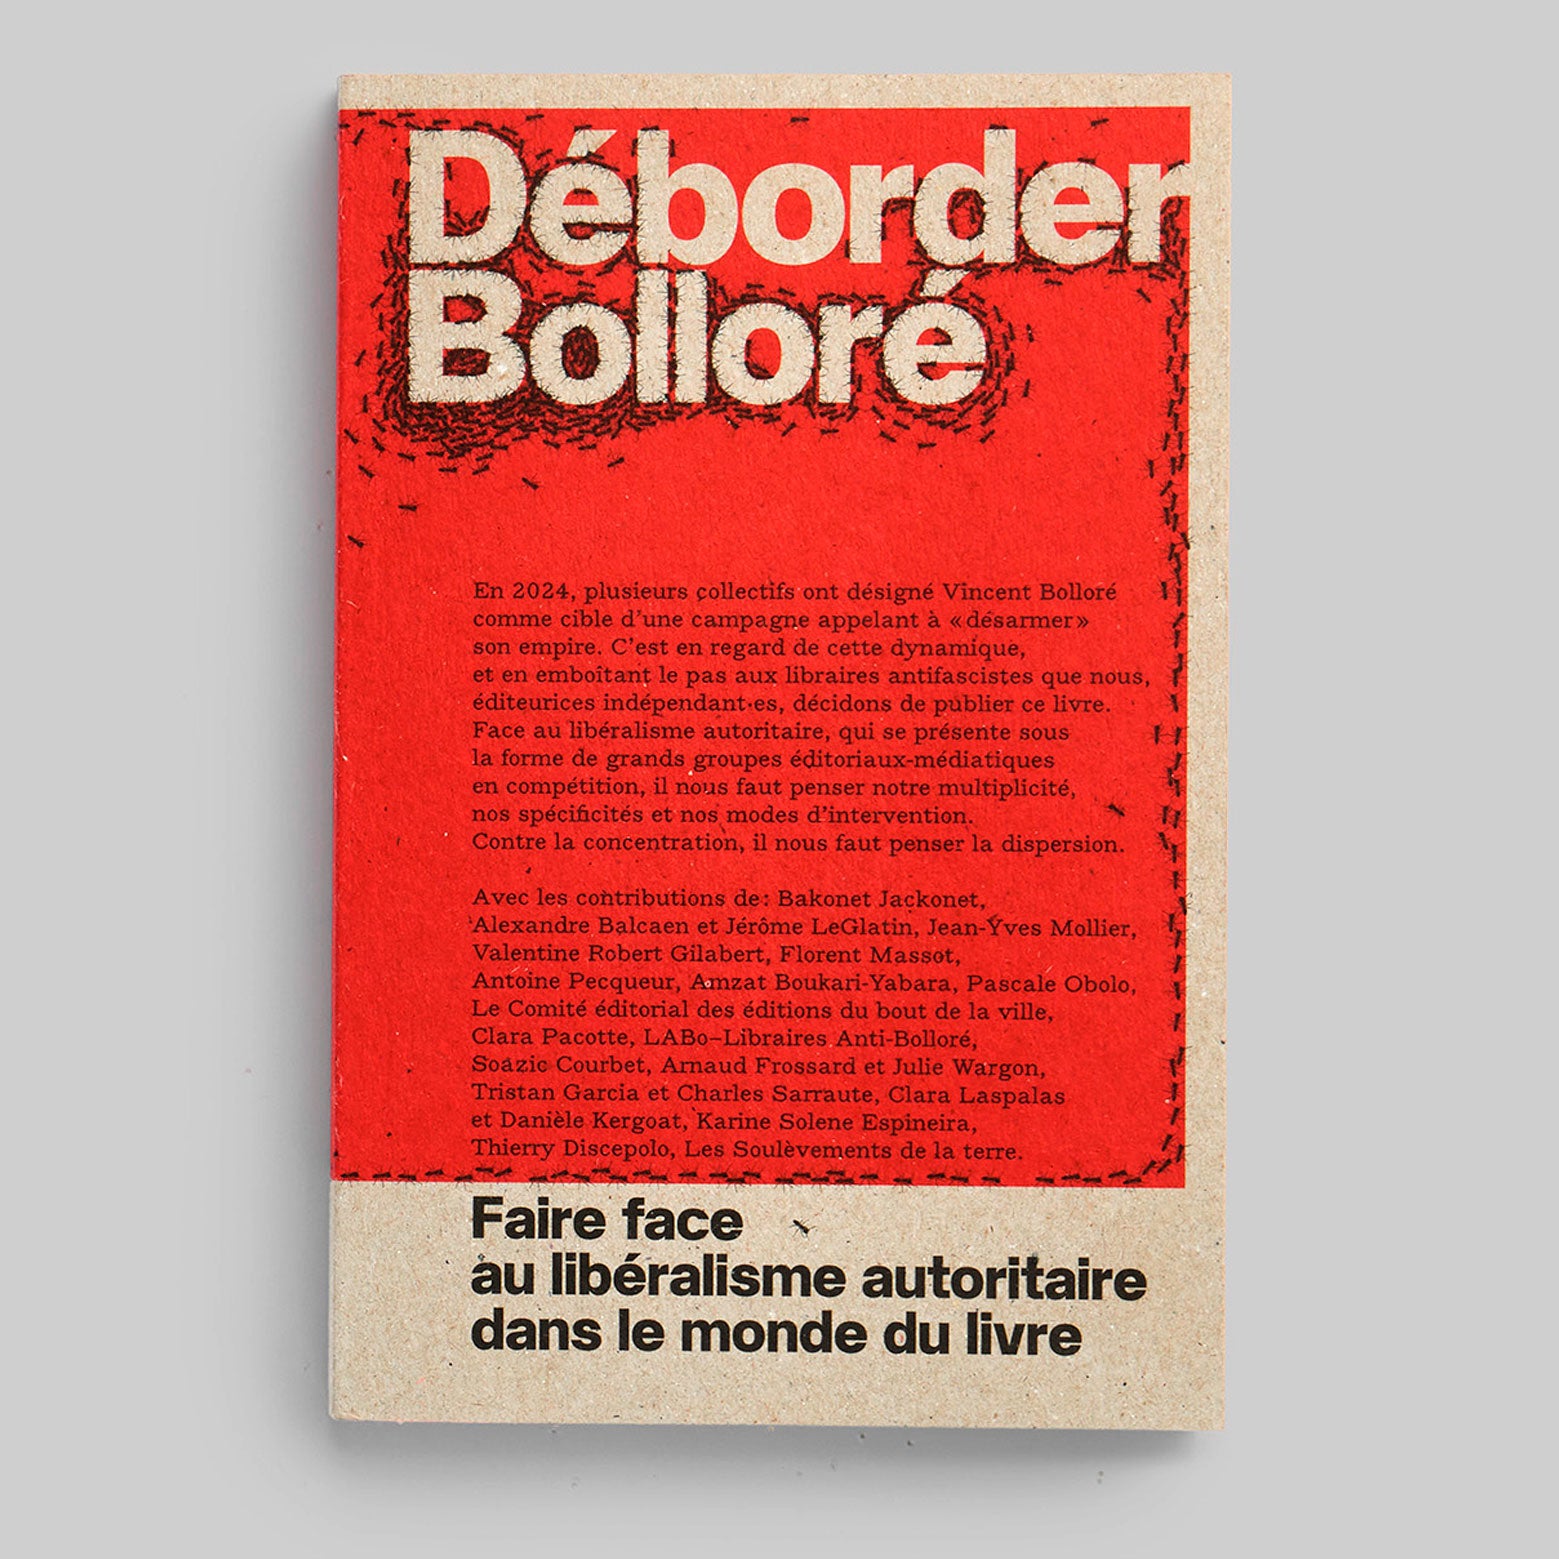 Déborder
Bolloré
En 2024, plusieurs collectifs ont désigné Vincent Bolloré
comme cible d’une campagne appelant à «désarmer»
son empire. C’est en regard de cette dynamique,
et en emboîtant le pas aux libraires antifascistes que nous,
éditeurices indépendant·es, décidons de publier ce livre.
Face au libéralisme autoritaire, qui se présente sous
la forme de grands groupes éditoriaux-médiatiques
en compétition, il nous faut penser notre multiplicité,
nos spécificités et nos modes d’intervention.
Contre la concentration, il nous faut penser la dispersion.
Avec les contributions de : Bakonet Jackonet,
Alexandre Balcaen et Jérôme LeGlatin, Jean-Yves Mollier,
Valentine Robert Gilabert, Florent Massot,
Antoine Pecqueur, Amzat Boukari-Yabara, Pascale Obolo,
Le Comité éditorial des éditions du bout de la ville,
Clara Pacotte, LABo–Libraires Anti-Bolloré,
Soazic Courbet, Arnaud Frossard et Julie Wargon,
Tristan Garcia et Charles Sarraute, Clara Laspalas
et Danièle Kergoat, Karine Solene Espineira,
Thierry Discepolo, Les Soulèvements de la terre.
Faire face
au libéralisme autoritaire
dans le monde du livre